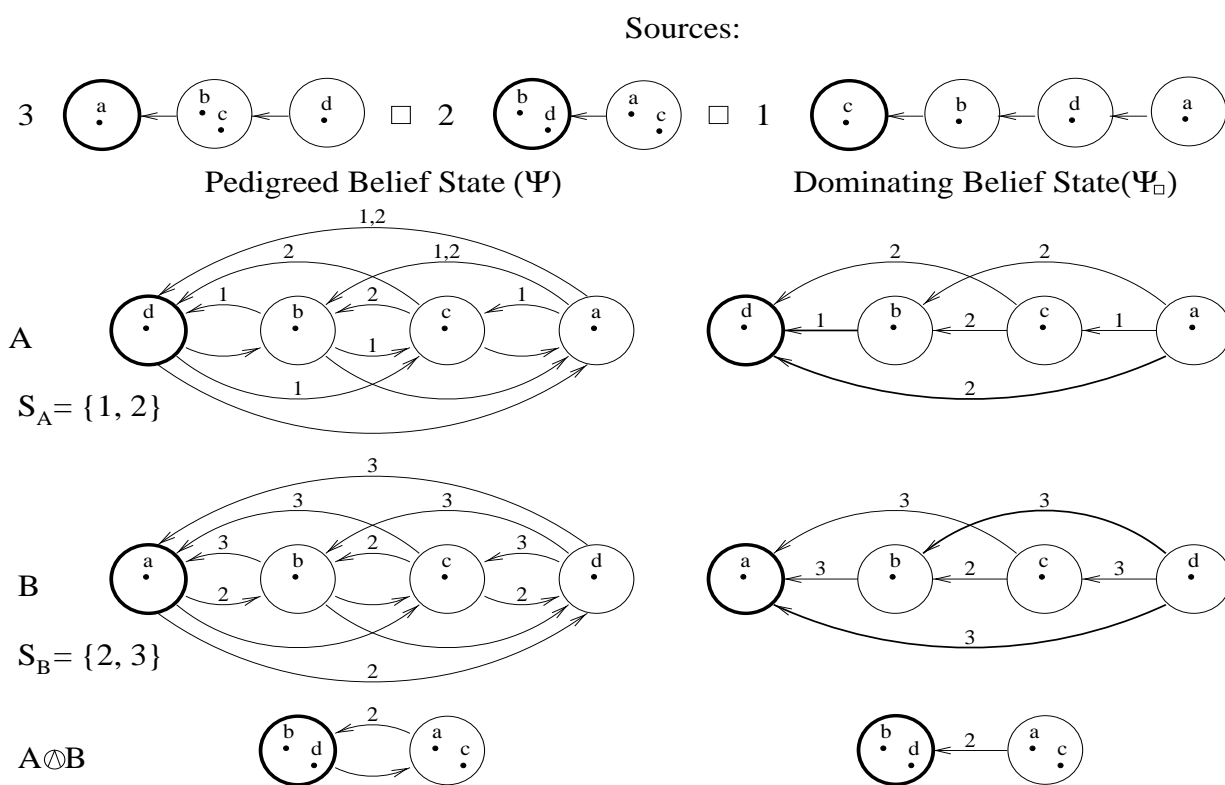 Sources:
3 a b c d □ 2 b d a c □ 1 c b d a
Pedigreed Belief State (Ψ) Dominating Belief State(Ψ□)
1,2
2 1,2 2 2
1 2 1
d b c a d b c a
1 2 1
A
1
1 2
S_A= {1, 2}
3
3 3 3 3
3 2 3
a b c d a b c d
3 2 3
B 2 2
3
S_B= {2, 3}
2
2
b d a c b d 2 a c
A⊘B